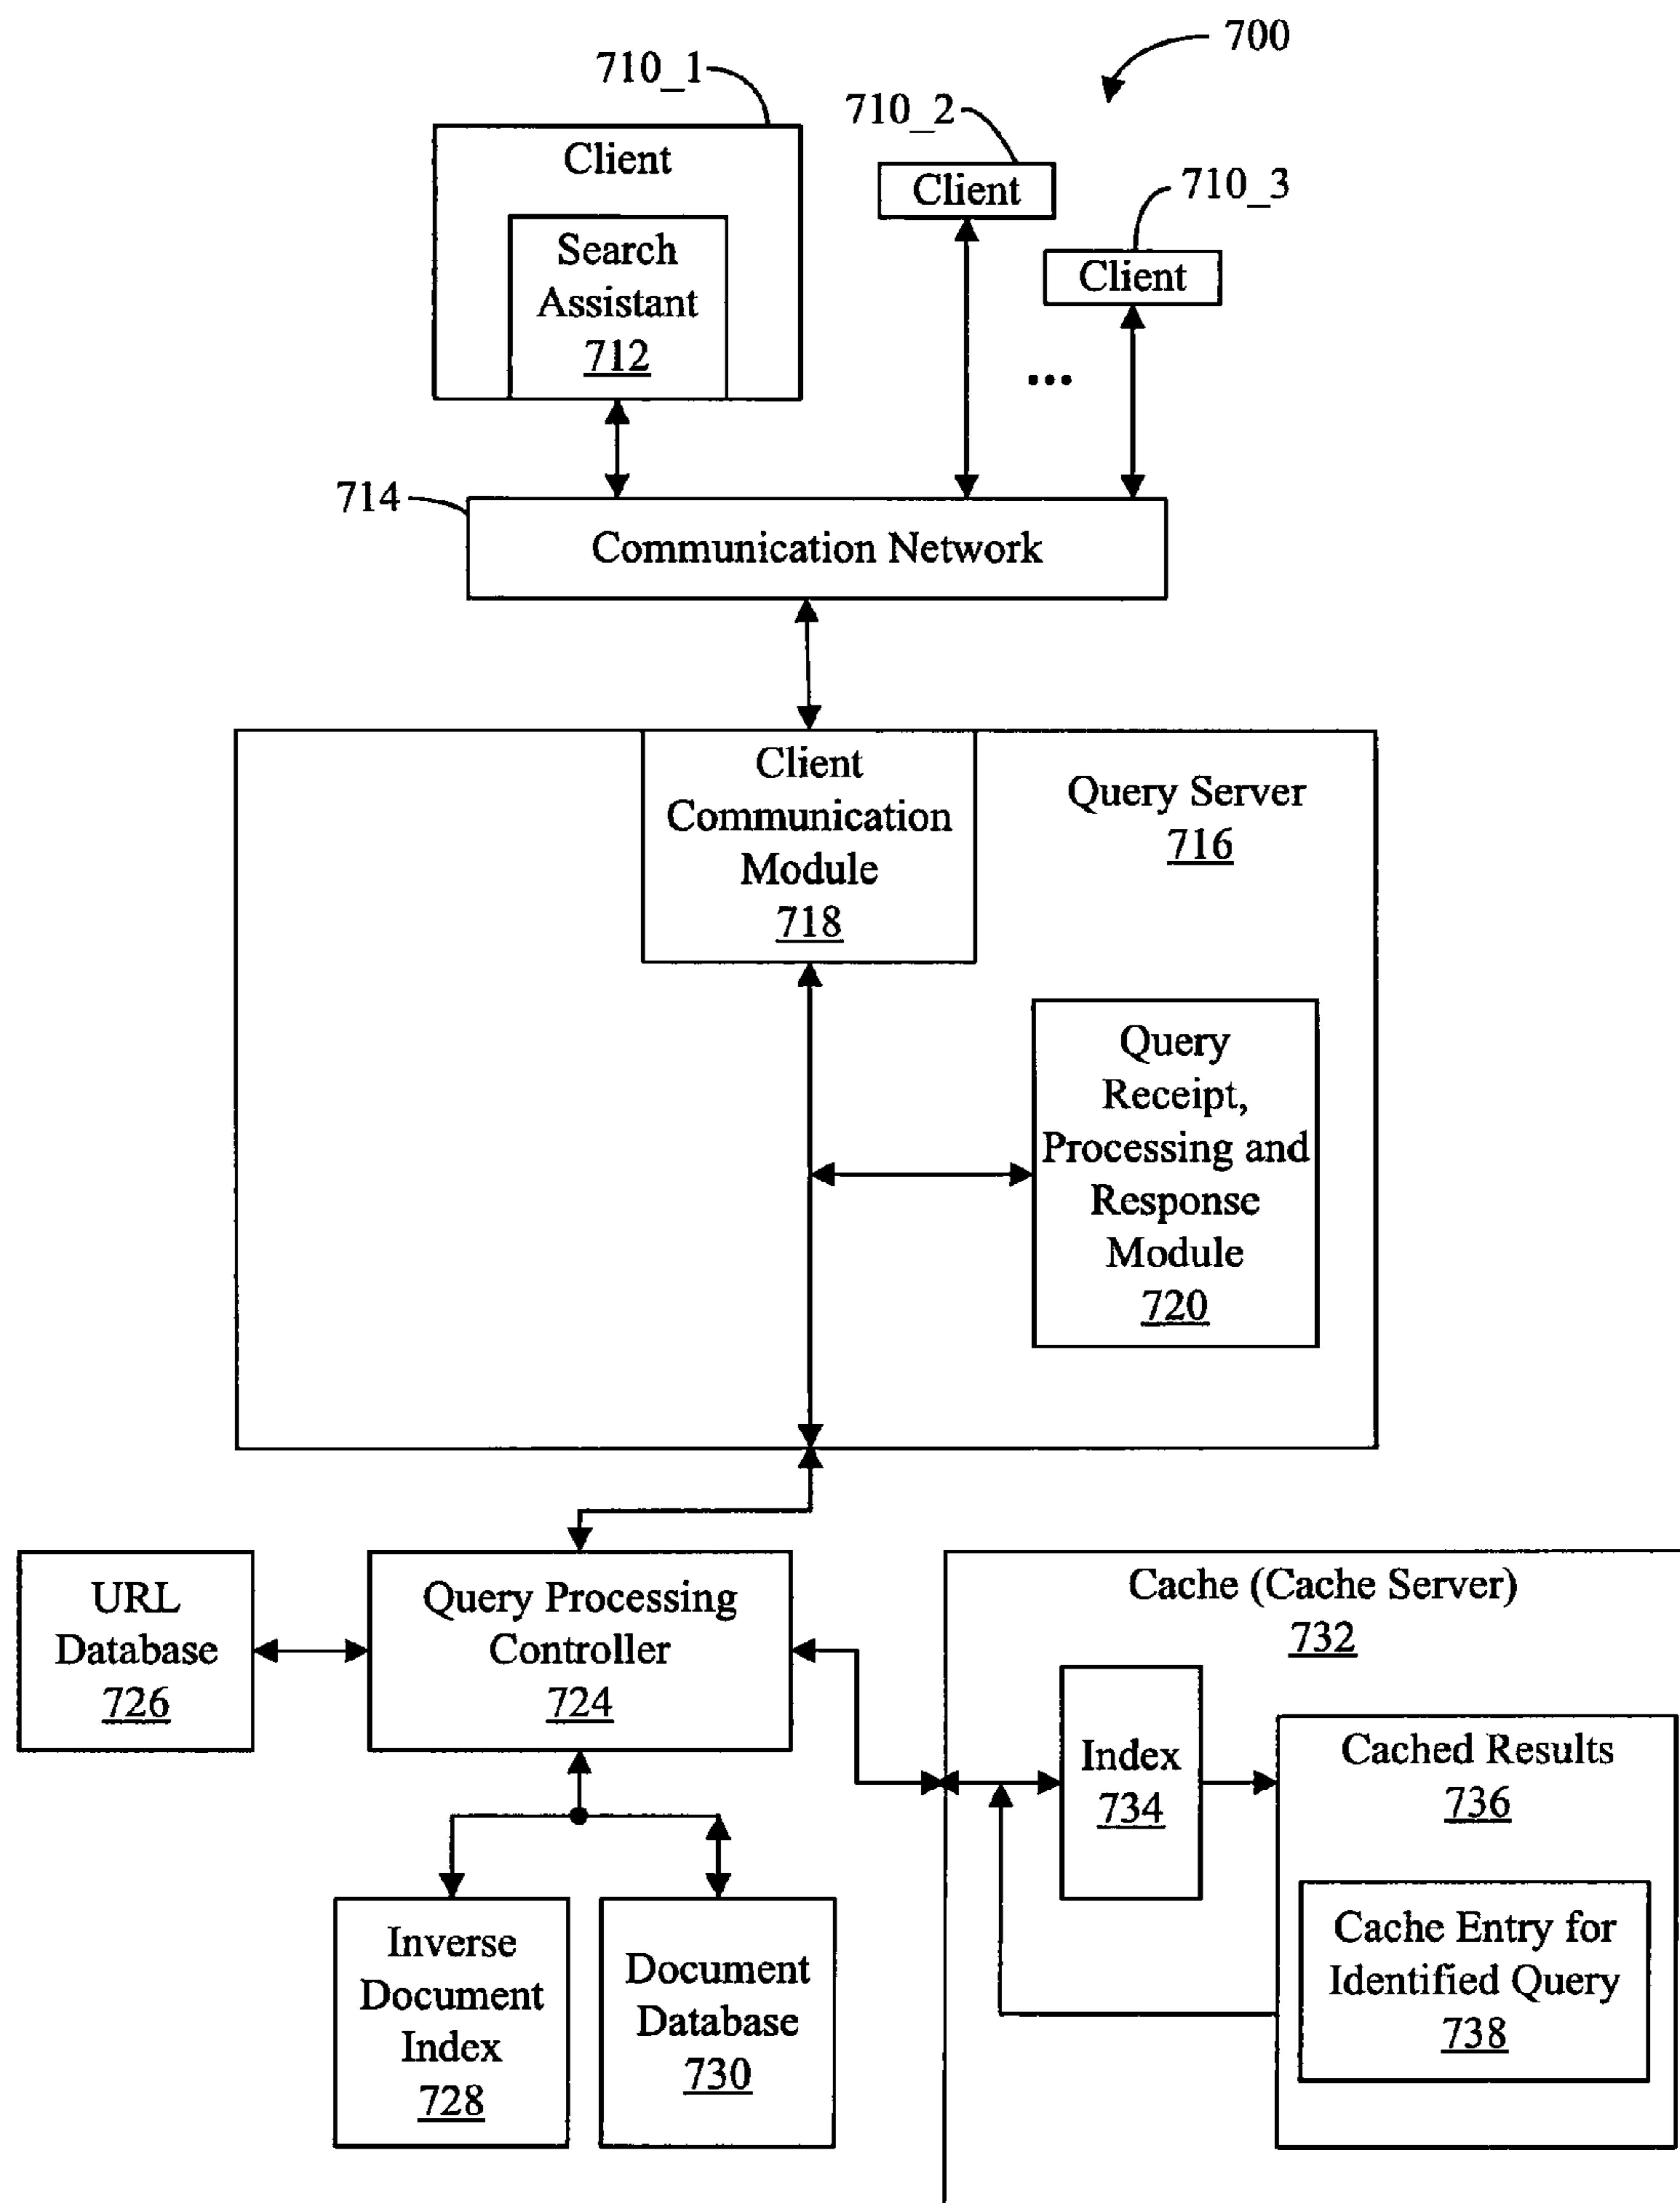 700
710_1
710_2
710_3
Client
Client
Client
Search
Assistant
712
714
Communication Network
Client
Communication
Module
718
Query Server
716
Query
Receipt,
Processing and
Response
Module
720
URL
Database
726
Query Processing
Controller
724
Cache (Cache Server)
732
Index
734
Cached Results
736
Cache Entry for
Identified Query
738
Inverse
Document
Index
728
Document
Database
730